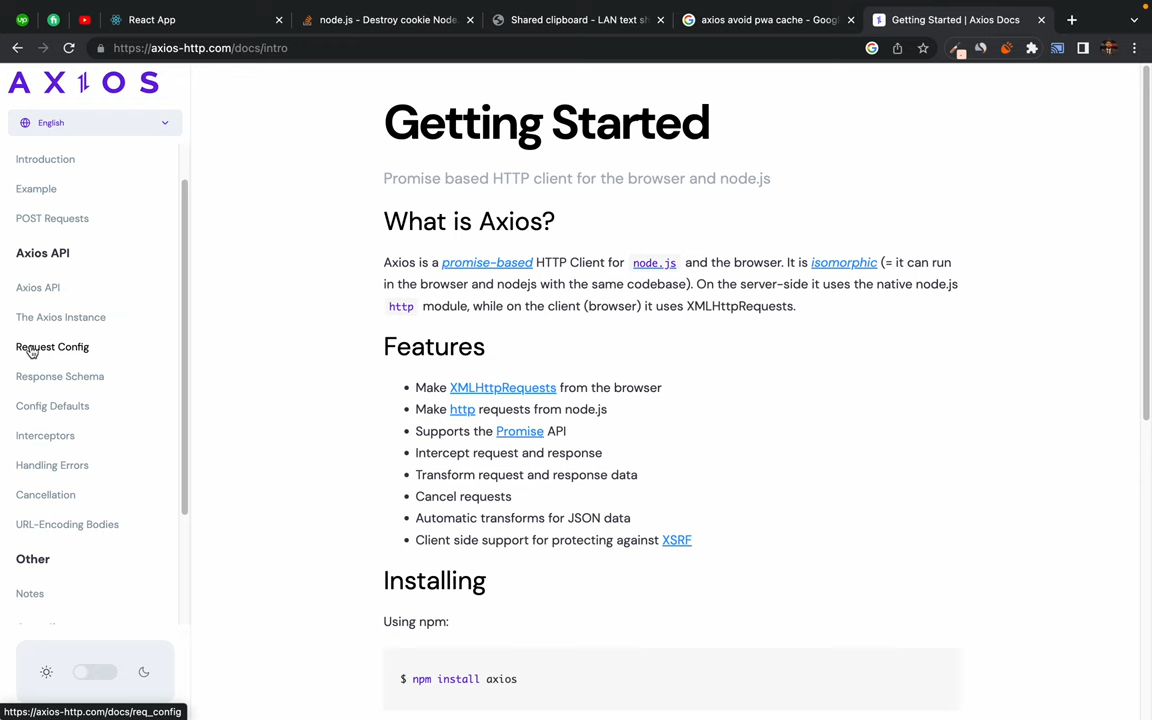 React App
node.js - Destroy cookie Node.
Shared clipboard - LAN text sh
axios avoid pwa cache - Goog
Getting Started | Axios Docs
https://axios-http.com/docs/intro
AXIOS
English
Introduction
Example
POST Requests
Axios API
Axios API
The Axios Instance
Request Config
Response Schema
Config Defaults
Interceptors
Handling Errors
Cancellation
URL-Encoding Bodies
Other
Notes
https://axios-http.com/docs/req_config
Getting Started
Promise based HTTP client for the browser and node.js
What is Axios?
Axios is a promise-based HTTP Client for node.js and the browser. It is isomorphic (= it can run
in the browser and nodejs with the same codebase). On the server-side it uses the native node.js
http module, while on the client (browser) it uses XMLHttpRequests.
Features
• Make XMLHttpRequests from the browser
• Make http requests from node.js
• Supports the Promise API
• Intercept request and response
• Transform request and response data
• Cancel requests
• Automatic transforms for JSON data
• Client side support for protecting against XSRF
Installing
Using npm:
$ npm install axios